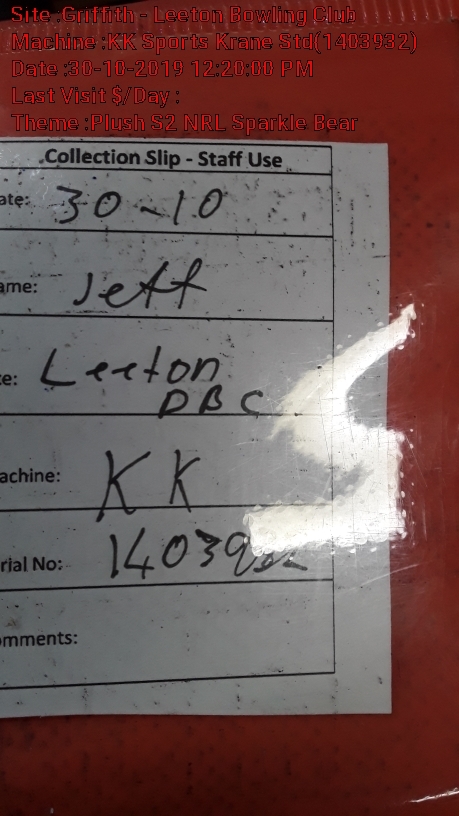 Site :Griffith - Leeton Bowling Club
Machine :KK Sports Krane Std(1403932)
Date :30-10-2019 12:20:00 PM
Last Visit $/Day :
Theme :Plush S2 NRL Sparkle Bear
Collection Slip - Staff Use
ate: 30-10
ame: Jeff
e: Leeton
DBC
achine: KK
rial No: 14039
omments: